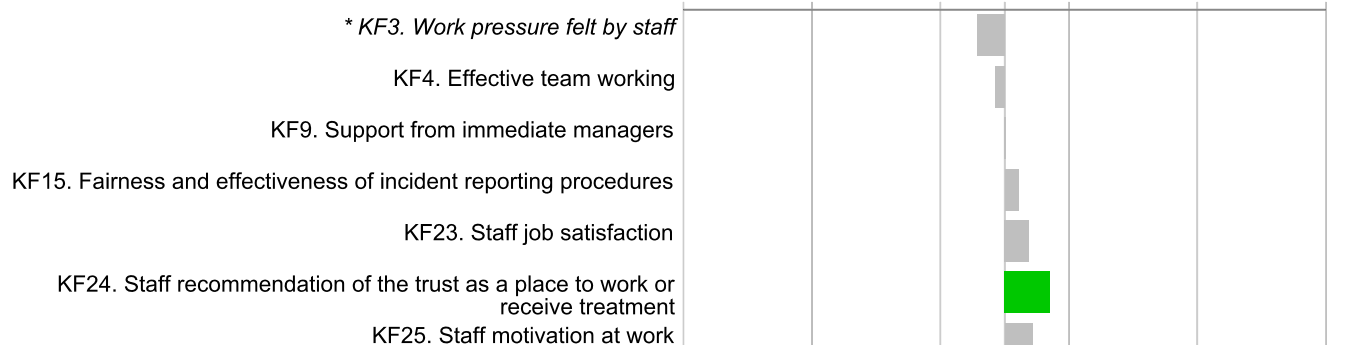 * KF3. Work pressure felt by staff
KF4. Effective team working
KF9. Support from immediate managers
KF15. Fairness and effectiveness of incident reporting procedures
KF23. Staff job satisfaction
KF24. Staff recommendation of the trust as a place to work or
receive treatment
KF25. Staff motivation at work